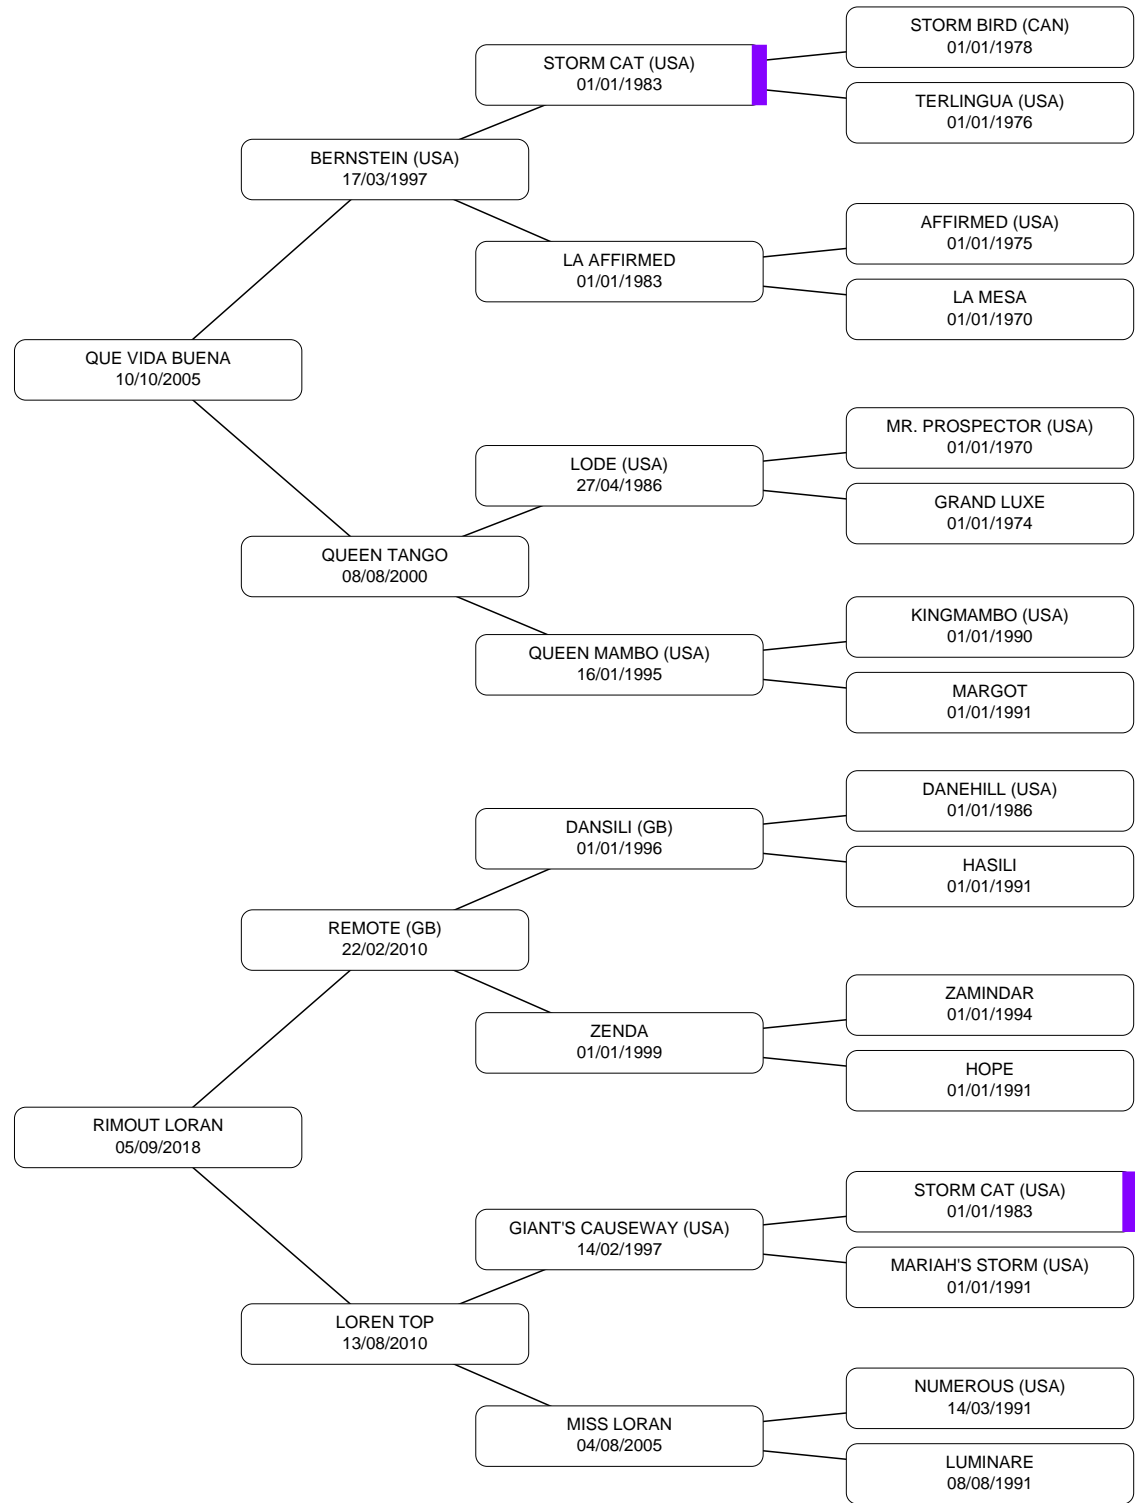 STORM BIRD (CAN)
01/01/1978
STORM CAT (USA)
01/01/1983
TERLINGUA (USA)
01/01/1976
BERNSTEIN (USA)
17/03/1997
AFFIRMED (USA)
01/01/1975
LA AFFIRMED
01/01/1983
LA MESA
01/01/1970
QUE VIDA BUENA
10/10/2005
MR. PROSPECTOR (USA)
01/01/1970
LODE (USA)
27/04/1986
GRAND LUXE
01/01/1974
QUEEN TANGO
08/08/2000
KINGMAMBO (USA)
01/01/1990
QUEEN MAMBO (USA)
16/01/1995
MARGOT
01/01/1991
DANEHILL (USA)
01/01/1986
DANSILI (GB)
01/01/1996
HASILI
01/01/1991
REMOTE (GB)
22/02/2010
ZAMINDAR
01/01/1994
ZENDA
01/01/1999
HOPE
01/01/1991
RIMOUT LORAN
05/09/2018
STORM CAT (USA)
01/01/1983
GIANT'S CAUSEWAY (USA)
14/02/1997
MARIAH'S STORM (USA)
01/01/1991
LOREN TOP
13/08/2010
NUMEROUS (USA)
14/03/1991
MISS LORAN
04/08/2005
LUMINARE
08/08/1991